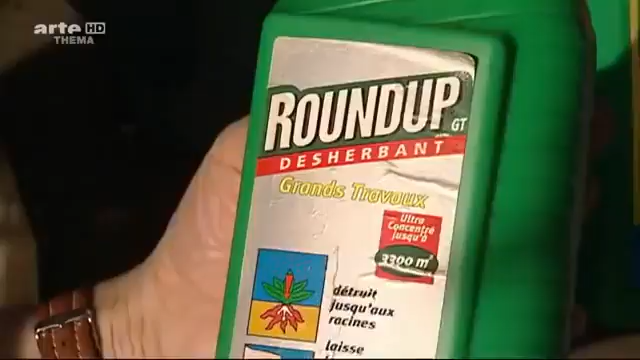 arte HD
THEMA
ROUNDUP GT
DESHERBANT
Grands Travaux
Ultra
Concentré
jusqu'à
3300 m²
détruit
jusqu'aux
racines
laisse